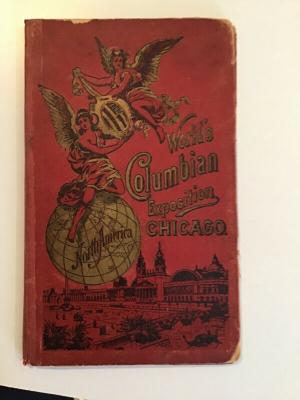 World's
Columbian
Exposition
CHICAGO.
North America